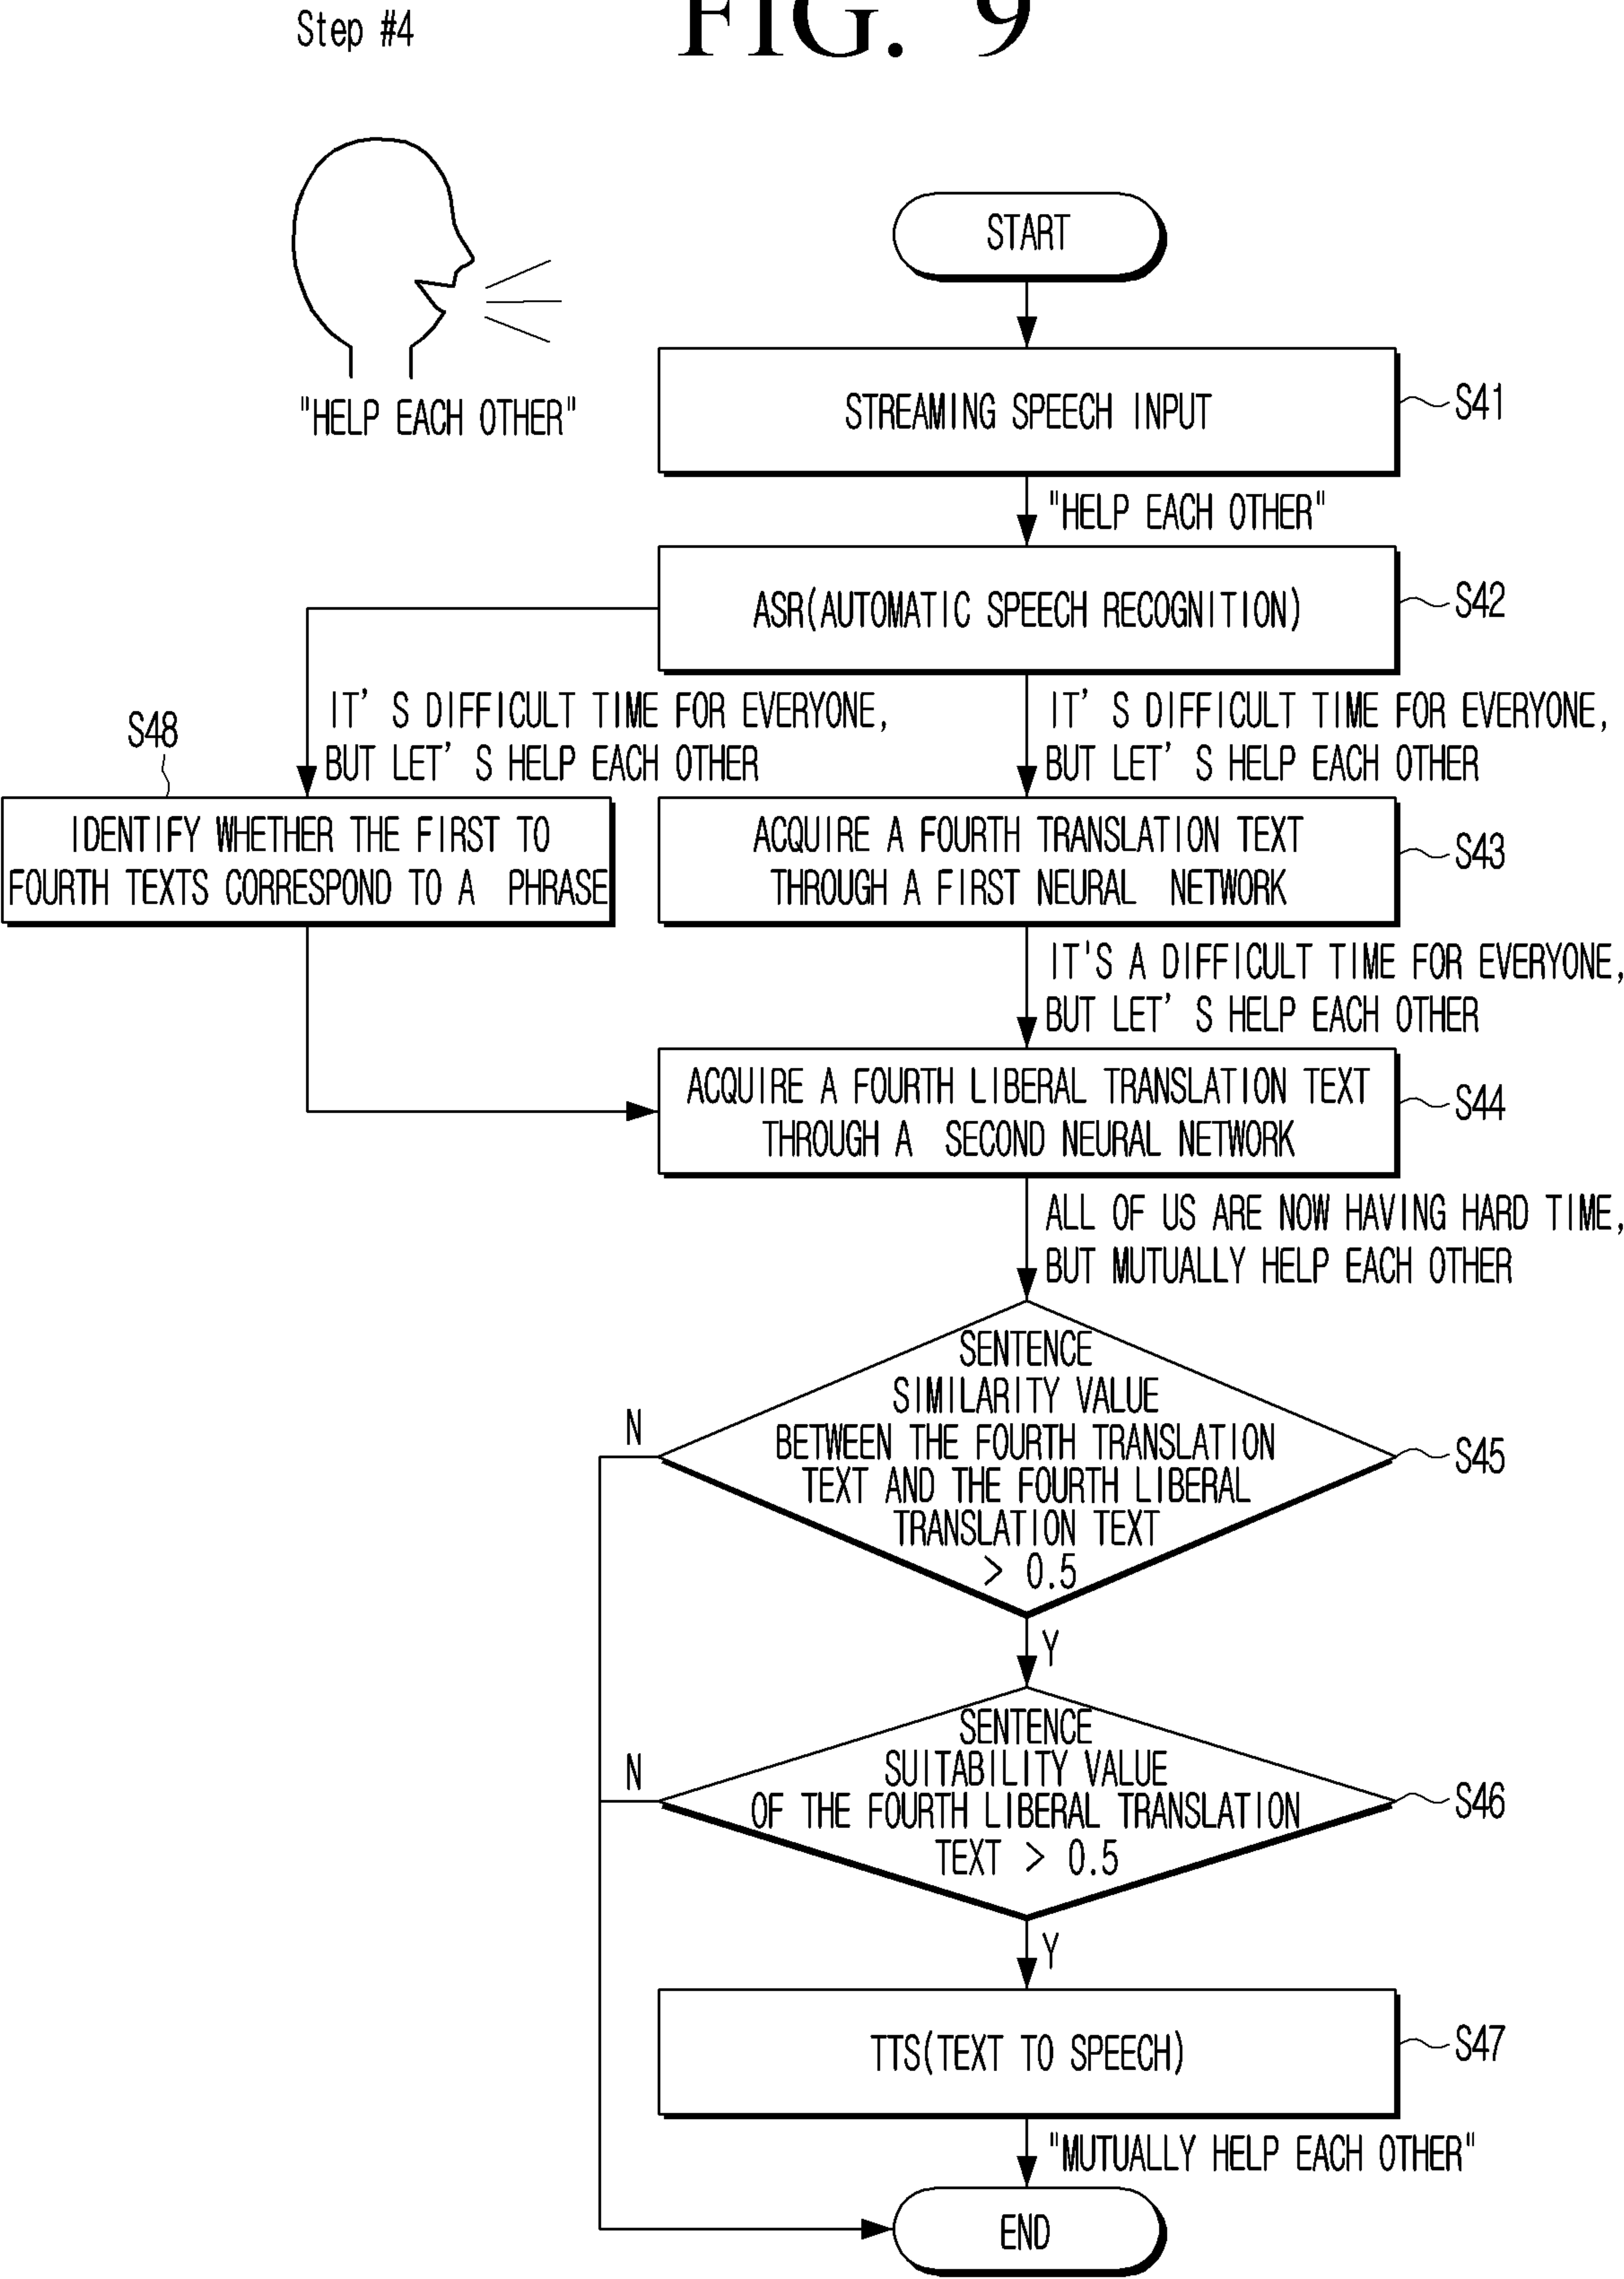 Step #4
FIG. 9
"HELP EACH OTHER"
START
STREAMING SPEECH INPUT
S41
"HELP EACH OTHER"
ASR(AUTOMATIC SPEECH RECOGNITION)
S42
IT'S DIFFICULT TIME FOR EVERYONE,
BUT LET'S HELP EACH OTHER
IT'S DIFFICULT TIME FOR EVERYONE,
BUT LET'S HELP EACH OTHER
S48
IDENTIFY WHETHER THE FIRST TO
FOURTH TEXTS CORRESPOND TO A PHRASE
ACQUIRE A FOURTH TRANSLATION TEXT
THROUGH A FIRST NEURAL NETWORK
S43
IT'S A DIFFICULT TIME FOR EVERYONE,
BUT LET'S HELP EACH OTHER
ACQUIRE A FOURTH LIBERAL TRANSLATION TEXT
THROUGH A SECOND NEURAL NETWORK
S44
ALL OF US ARE NOW HAVING HARD TIME,
BUT MUTUALLY HELP EACH OTHER
SENTENCE
SIMILARITY VALUE
BETWEEN THE FOURTH TRANSLATION
TEXT AND THE FOURTH LIBERAL
TRANSLATION TEXT
> 0.5
S45
N
Y
SENTENCE
SUITABILITY VALUE
OF THE FOURTH LIBERAL TRANSLATION
TEXT > 0.5
S46
N
Y
TTS(TEXT TO SPEECH)
S47
"MUTUALLY HELP EACH OTHER"
END